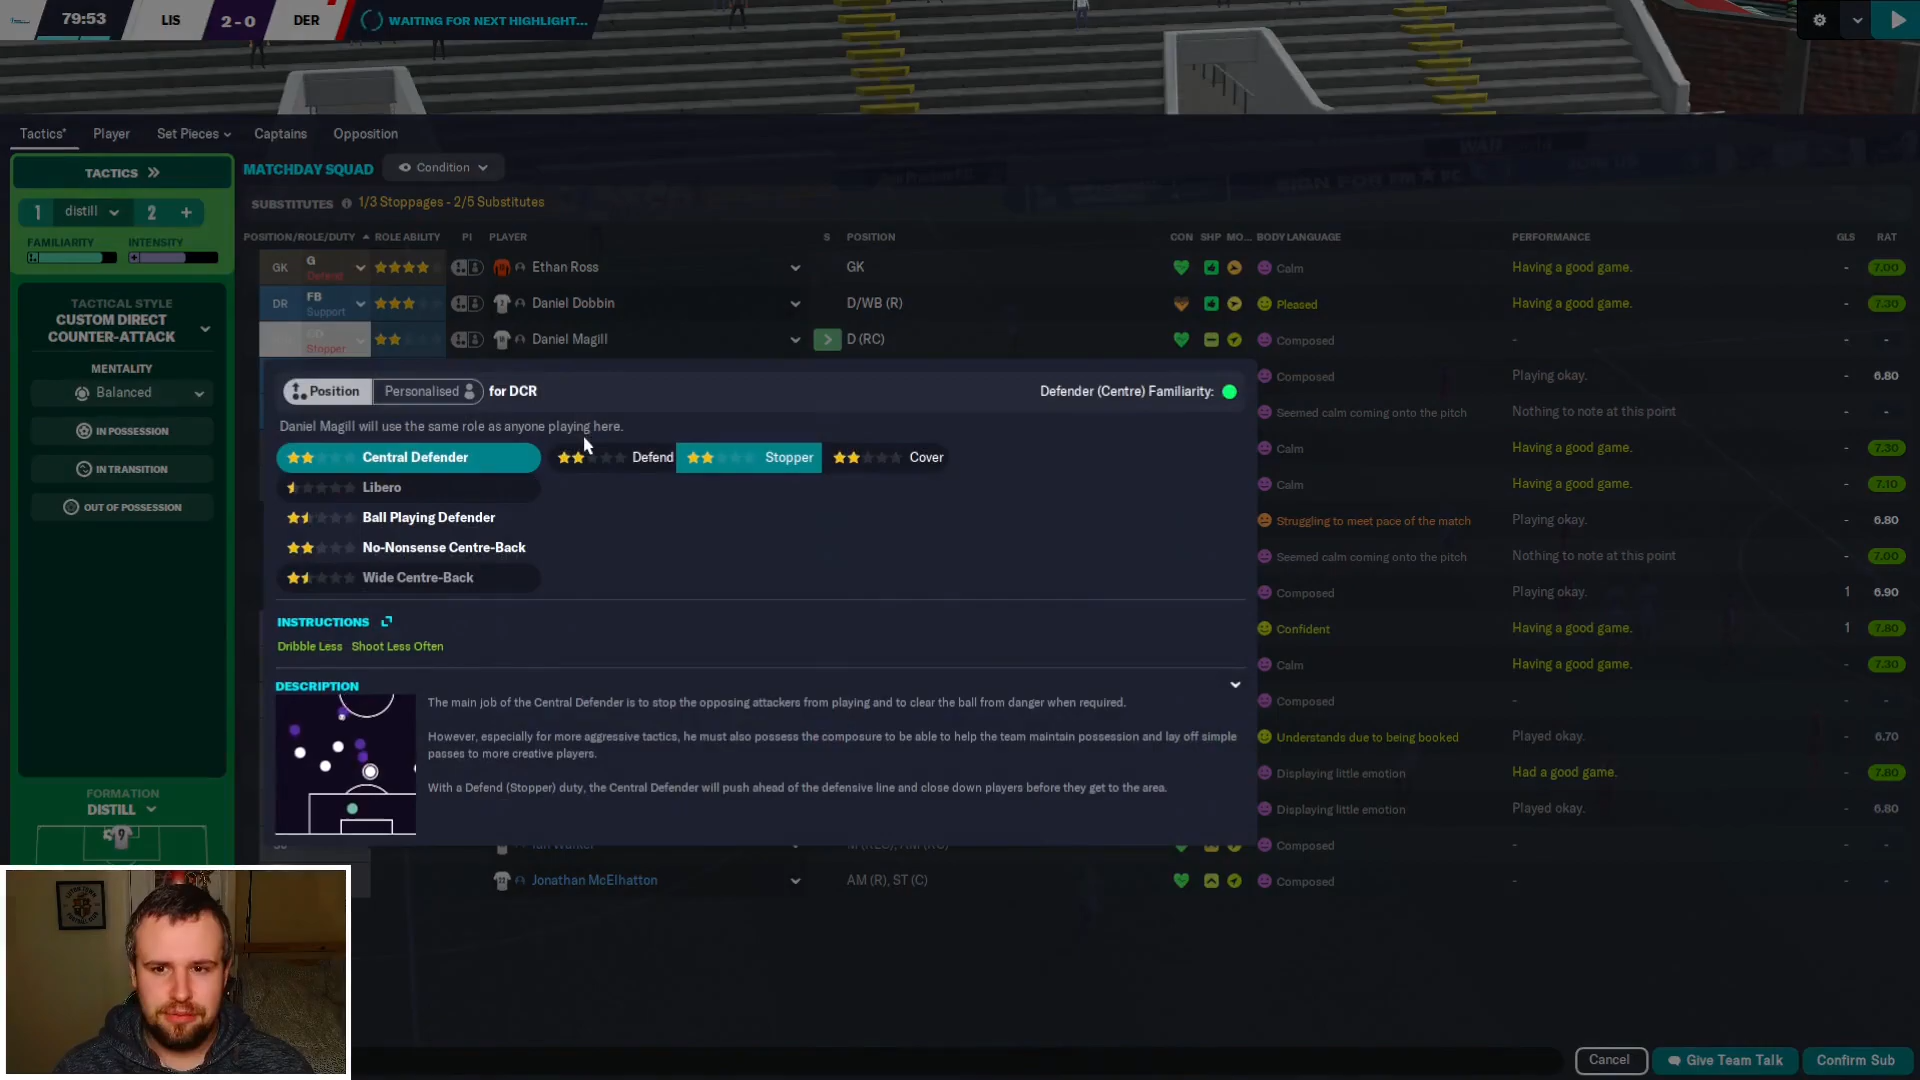 79:53 LIS 2 - 0 DER WAITING FOR NEXT HIGHLIGHT...
Tactics* Player Set Pieces Captains Opposition
TACTICS
1 distill 2 +
FAMILIARITY INTENSITY
TACTICAL STYLE
CUSTOM DIRECT
COUNTER-ATTACK
MENTALITY
Balanced
IN POSSESSION
IN TRANSITION
OUT OF POSSESSION
FORMATION
DISTILL
9
MATCHDAY SQUAD Condition
SUBSTITUTES 1/3 Stoppages - 2/5 Substitutes
POSITION/ROLE/DUTY ROLE ABILITY PI PLAYER S POSITION CON SHP MO... BODY LANGUAGE PERFORMANCE GLS RAT
GK G Defend Ethan Ross GK Calm Having a good game. - 7.00
DR FB Support Daniel Dobbin D/WB (R) Pleased Having a good game. - 7.30
Stopper Daniel Magill D (RC) Composed - - -
Composed Playing okay. - 6.80
Seemed calm coming onto the pitch Nothing to note at this point - -
Calm Having a good game. - 7.30
Calm Having a good game. - 7.10
Struggling to meet pace of the match Playing okay. - 6.80
Seemed calm coming onto the pitch Nothing to note at this point - 7.00
Composed Playing okay. 1 6.90
Confident Having a good game. 1 7.80
Calm Having a good game. - 7.30
Composed - - -
Understands due to being booked Played okay. - 6.70
Displaying little emotion Had a good game. - 7.80
Displaying little emotion Played okay. - 6.80
Composed - - -
Jonathan McElhatton AM (R), ST (C) Composed - - -
Position Personalised for DCR Defender (Centre) Familiarity:
Daniel Magill will use the same role as anyone playing here.
Central Defender Defend Stopper Cover
Libero
Ball Playing Defender
No-Nonsense Centre-Back
Wide Centre-Back
INSTRUCTIONS
Dribble Less Shoot Less Often
DESCRIPTION
The main job of the Central Defender is to stop the opposing attackers from playing and to clear the ball from danger when required.
However, especially for more aggressive tactics, he must also possess the composure to be able to help the team maintain possession and lay off simple
passes to more creative players.
With a Defend (Stopper) duty, the Central Defender will push ahead of the defensive line and close down players before they get to the area.
Cancel Give Team Talk Confirm Sub